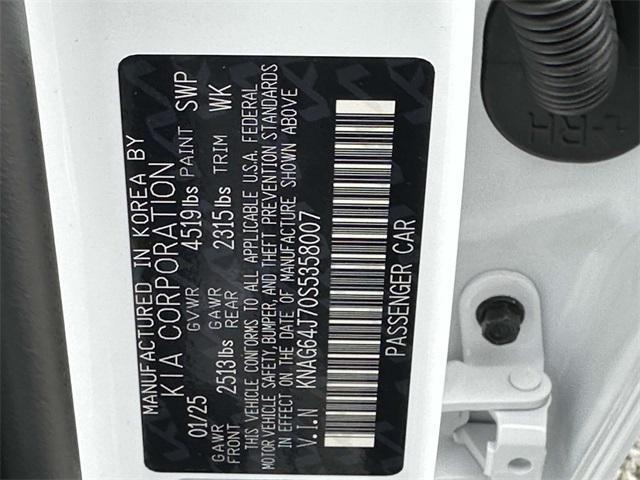 MANUFACTURED IN KOREA BY
KIA CORPORATION
01/25 GVWR 4519lbs PAINT SWP
GAWR FRONT 2513lbs GAWR REAR 2315lbs TRIM WK
THIS VEHICLE CONFORMS TO ALL APPLICABLE U.S.A. FEDERAL
MOTOR VEHICLE SAFETY, BUMPER, AND THEFT PREVENTION STANDARDS
IN EFFECT ON THE DATE OF MANUFACTURE SHOWN ABOVE
V.I.N KNAG64J70S5358007
PASSENGER CAR
L-RH